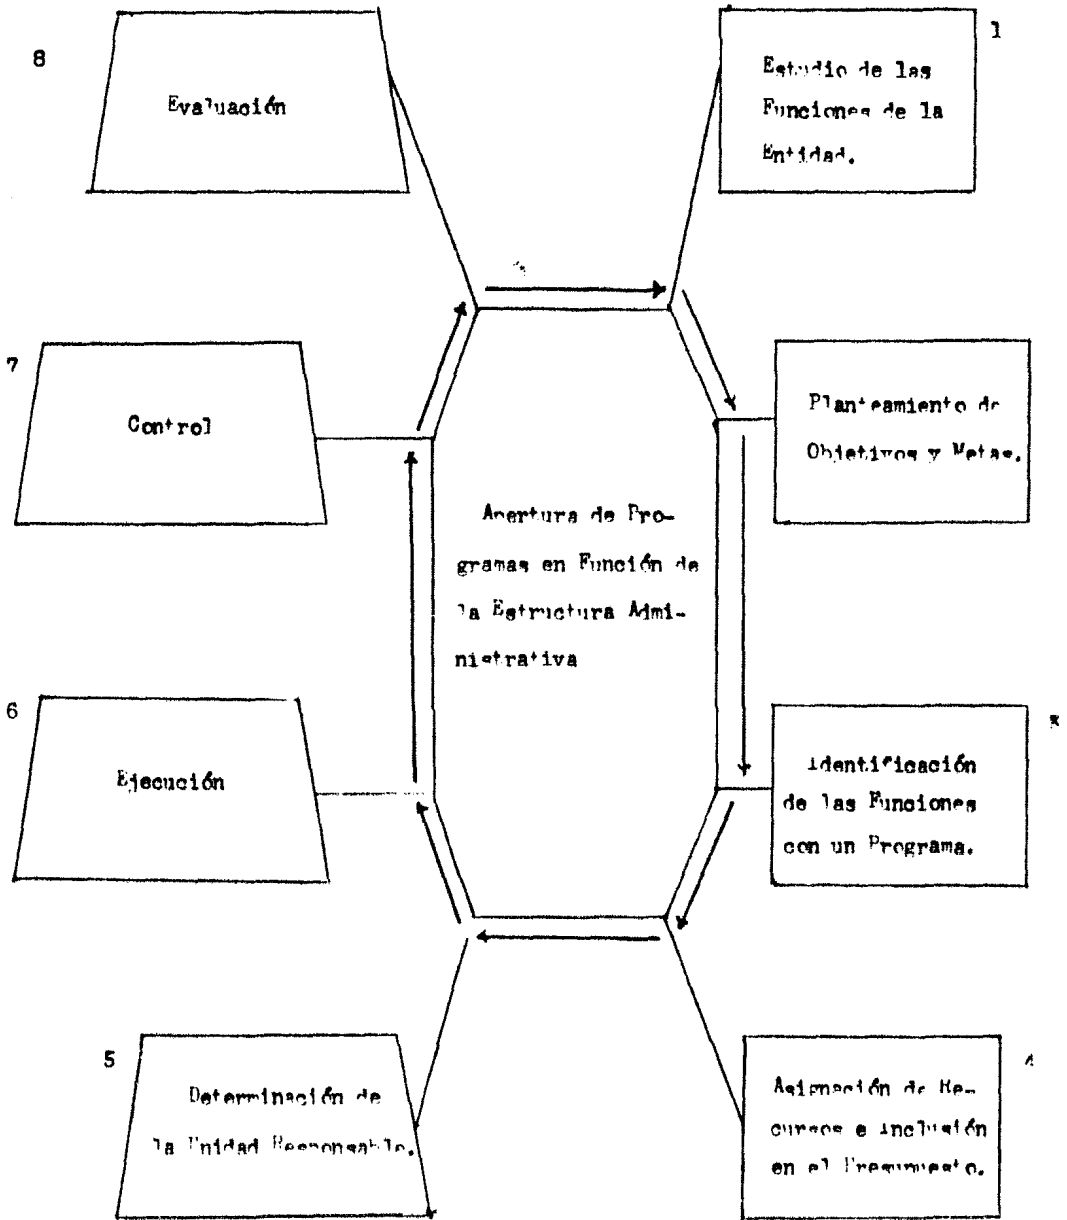 1
Estudio de las
Funciones de la
Entidad.
Planteamiento de
Objetivos y Metas.
Identificación
de las Funciones
con un Programa.
4
Asignación de Re-
cursos e Inclusión
en el Presupuesto.
5
Determinación de
la Unidad Responsable.
6
Ejecución
7
Control
8
Evaluación
Apertura de Pro-
gramas en Función de
la Estructura Admi-
nistrativa